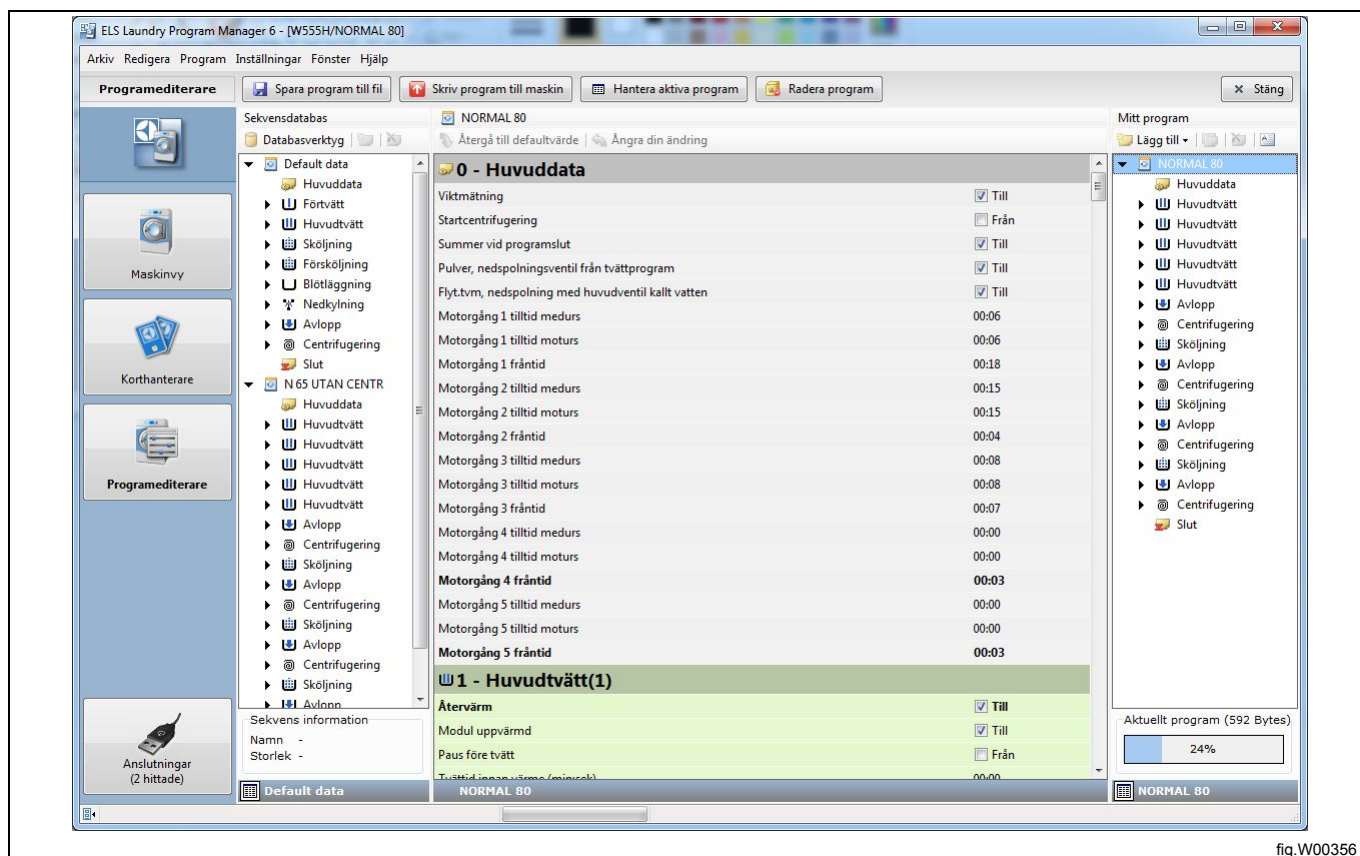 ELS Laundry Program Manager 6 - [W555H/NORMAL 80]
Arkiv Redigera Program Inställningar Fönster Hjälp
Programediterare
Spara program till fil
Skriv program till maskin
Hantera aktiva program
Radera program
Stäng
Maskinvy
Korthanterare
Programediterare
Anslutningar
(2 hittade)
Sekvensdatabas
Databasverktyg
Default data
Huvuddata
Förtvätt
Huvudtvätt
Sköljning
Försköljning
Blötläggning
Nedkylning
Avlopp
Centrifugering
Slut
N 65 UTAN CENTR
Huvuddata
Huvudtvätt
Huvudtvätt
Huvudtvätt
Huvudtvätt
Huvudtvätt
Avlopp
Centrifugering
Sköljning
Avlopp
Centrifugering
Sköljning
Avlopp
Centrifugering
Sköljning
Avlopp
Sekvens information
Namn -
Storlek -
Default data
NORMAL 80
Återgå till defaultvärde
Ångra din ändring
0 - Huvuddata
Viktmätning Till
Startcentrifugering Från
Summer vid programslut Till
Pulver, nedspolningsventil från tvättprogram Till
Flyt.tvm, nedspolning med huvudventil kallt vatten Till
Motorgång 1 tilltid medurs 00:06
Motorgång 1 tilltid moturs 00:06
Motorgång 1 fråntid 00:18
Motorgång 2 tilltid medurs 00:15
Motorgång 2 tilltid moturs 00:15
Motorgång 2 fråntid 00:04
Motorgång 3 tilltid medurs 00:08
Motorgång 3 tilltid moturs 00:08
Motorgång 3 fråntid 00:07
Motorgång 4 tilltid medurs 00:00
Motorgång 4 tilltid moturs 00:00
Motorgång 4 fråntid 00:03
Motorgång 5 tilltid medurs 00:00
Motorgång 5 tilltid moturs 00:00
Motorgång 5 fråntid 00:03
1 - Huvudtvätt(1)
Återvärm Till
Modul uppvärmd Till
Paus före tvätt Från
Tvättid innan värme (min:sek) 00:00
NORMAL 80
Mitt program
Lägg till
NORMAL 80
Huvuddata
Huvudtvätt
Huvudtvätt
Huvudtvätt
Huvudtvätt
Huvudtvätt
Avlopp
Centrifugering
Sköljning
Avlopp
Centrifugering
Sköljning
Avlopp
Centrifugering
Sköljning
Avlopp
Centrifugering
Slut
Aktuellt program (592 Bytes)
24%
NORMAL 80
fig.W00356